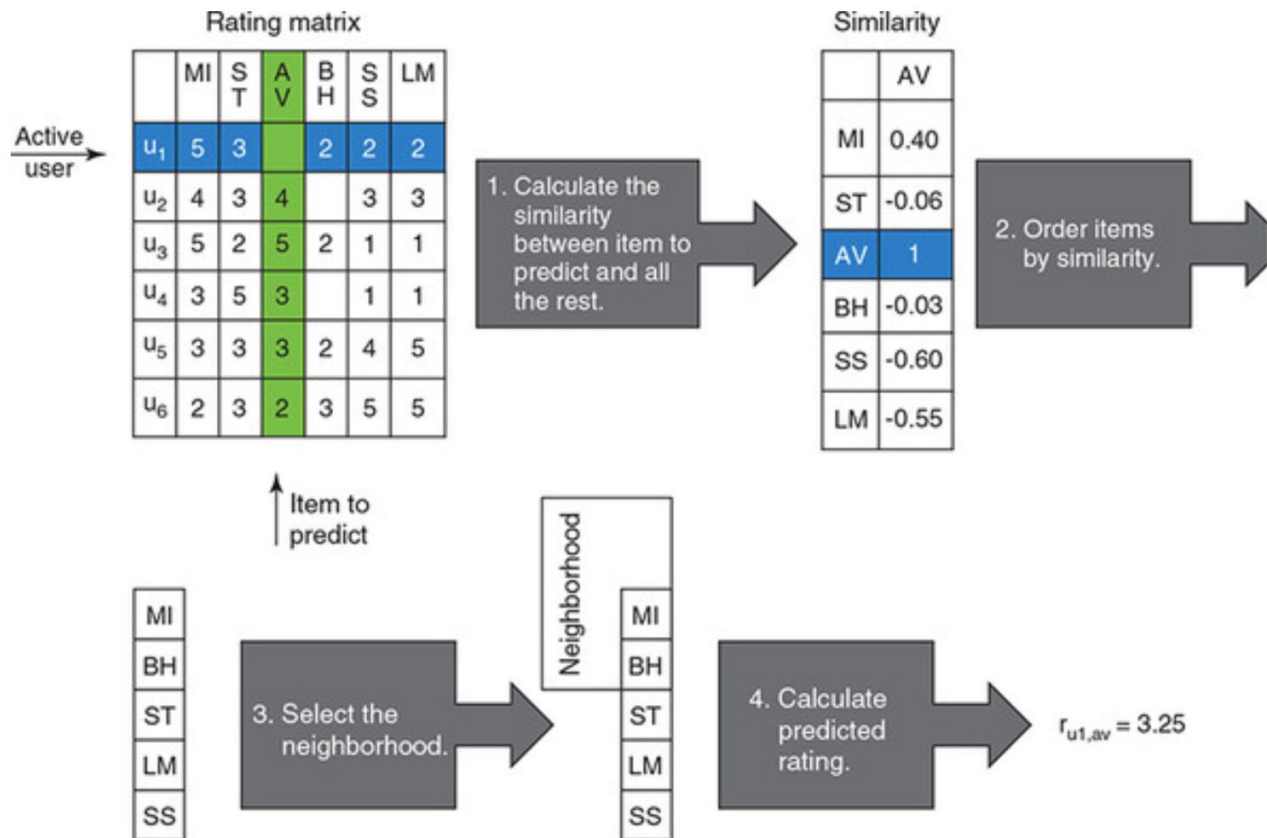 Rating matrix
MI S T A V B H S S LM
Active user
u1 5 3 2 2 2
u2 4 3 4 3 3
u3 5 2 5 2 1 1
u4 3 5 3 1 1
u5 3 3 3 2 4 5
u6 2 3 2 3 5 5
Item to
predict
1. Calculate the
similarity
between item to
predict and all
the rest.
Similarity
AV
MI 0.40
ST -0.06
AV 1
BH -0.03
SS -0.60
LM -0.55
2. Order items
by similarity.
MI
BH
ST
LM
SS
3. Select the
neighborhood.
Neighborhood
MI
BH
ST
LM
SS
4. Calculate
predicted
rating.
ru1,av = 3.25